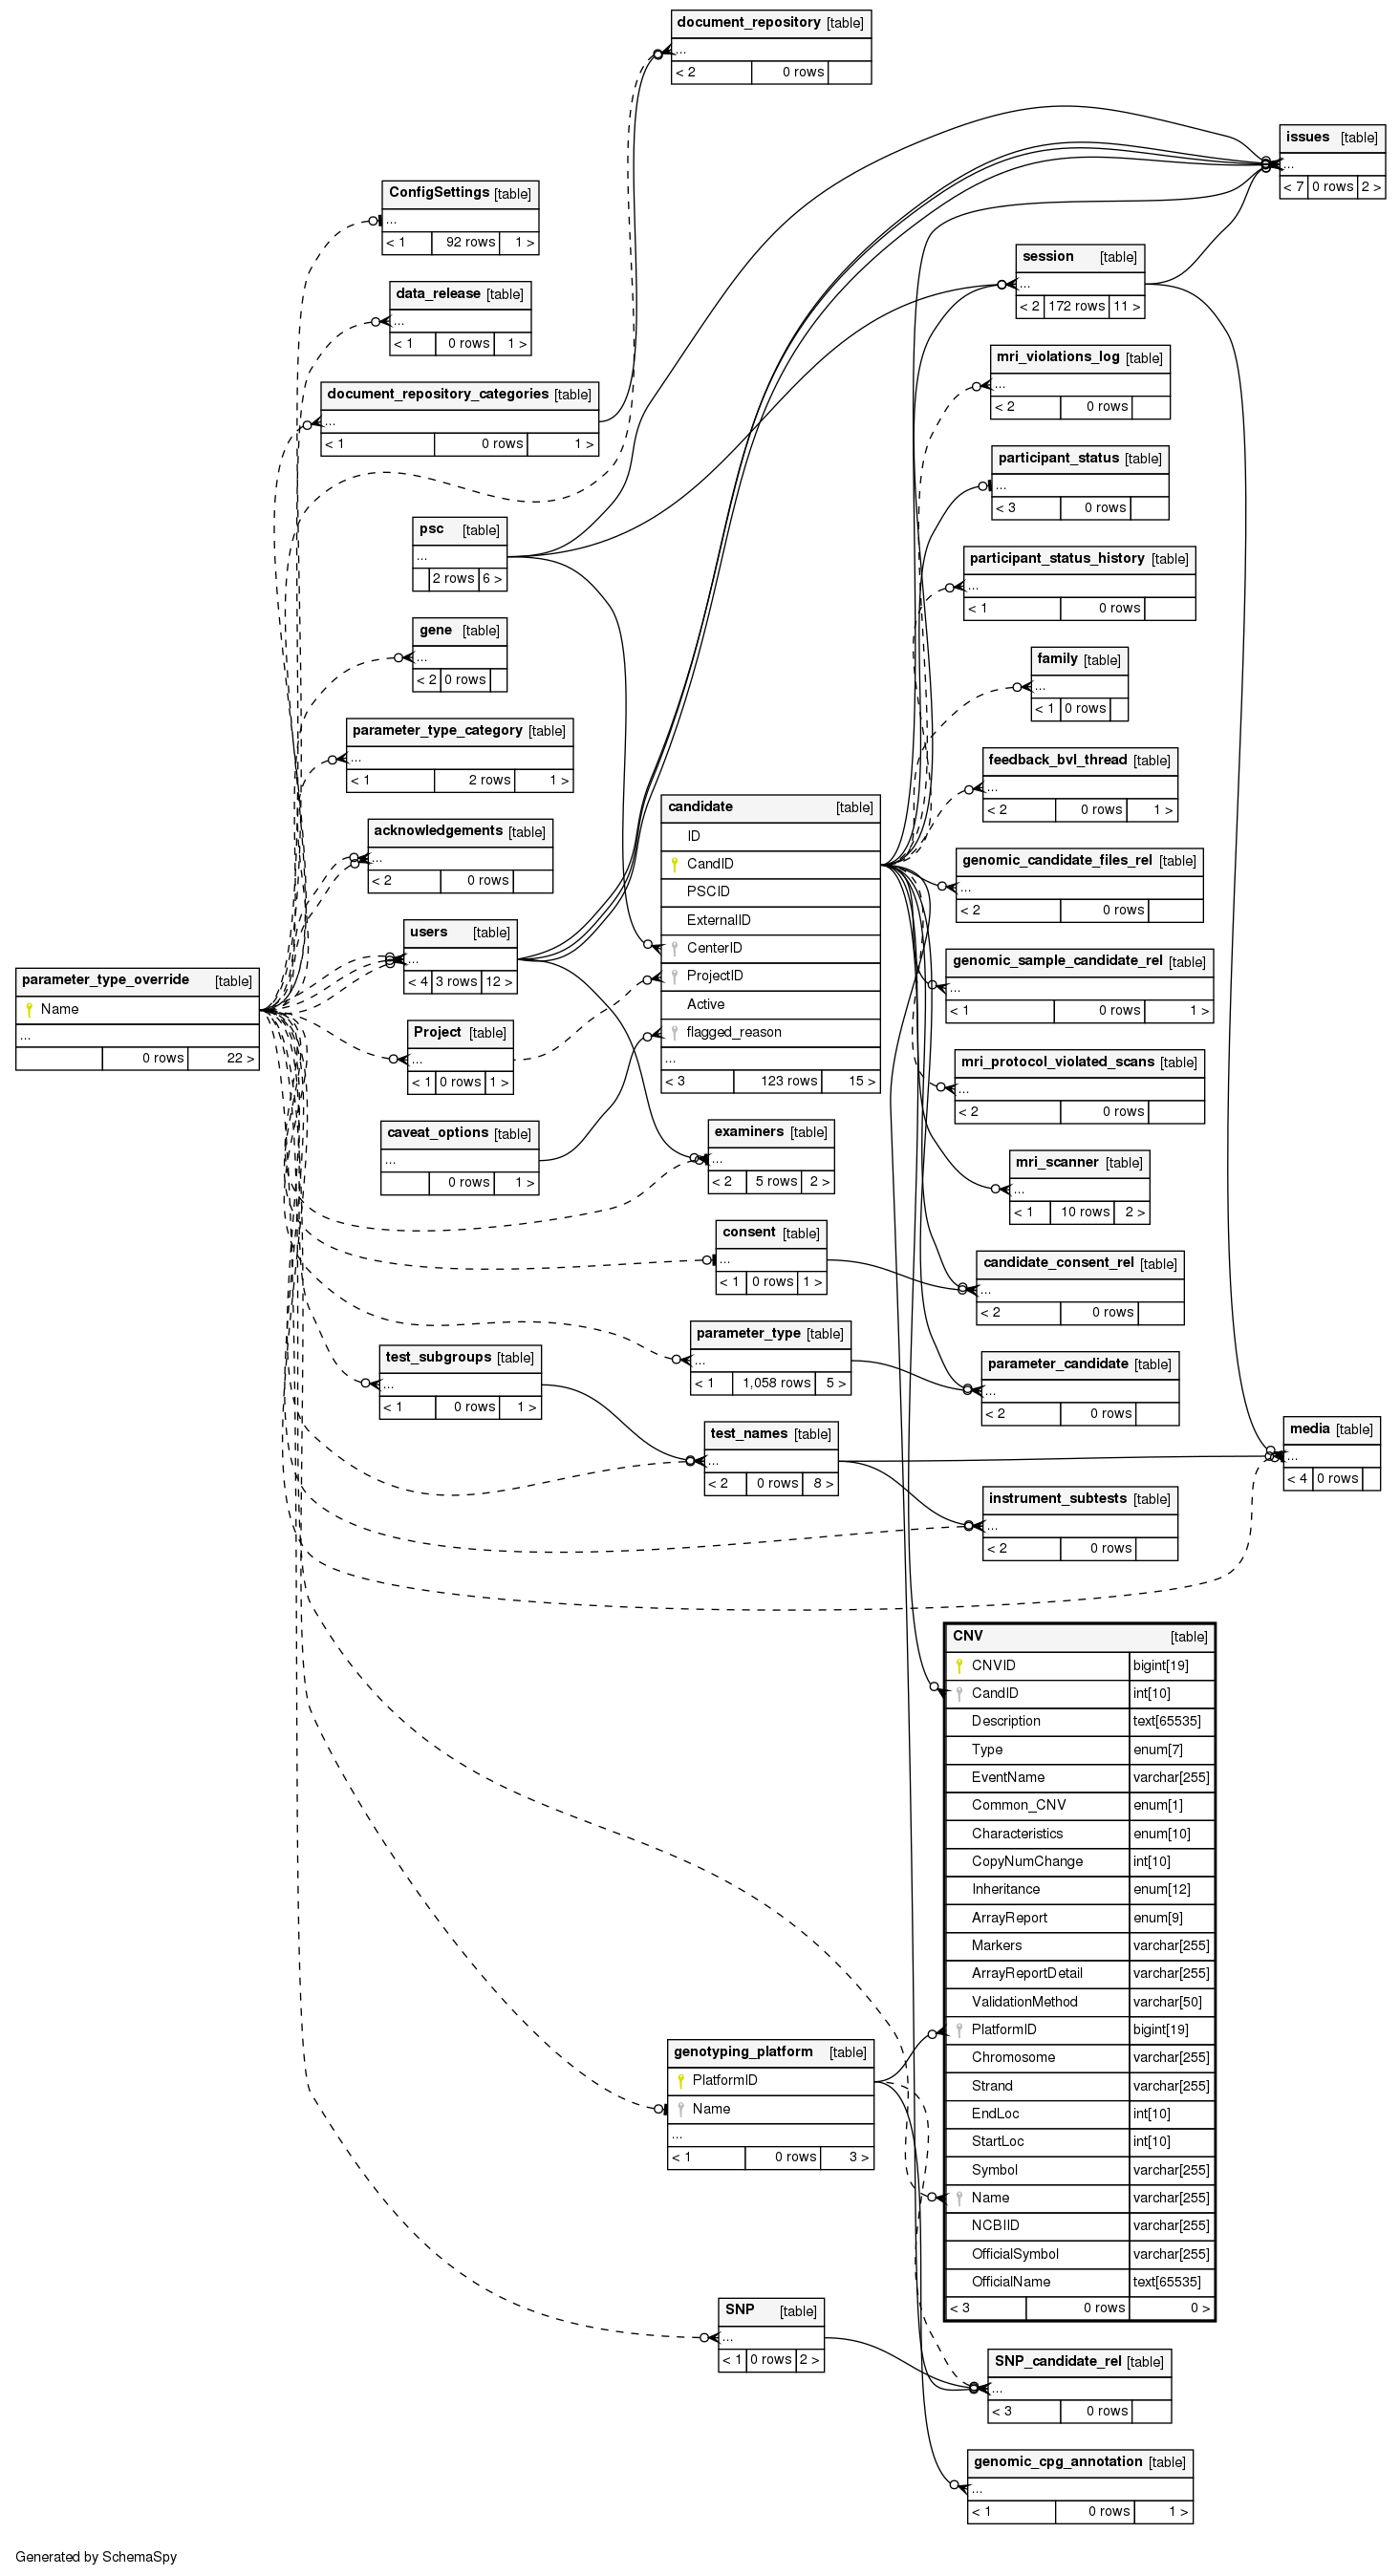 document_repository [table]
...
< 2 0 rows
issues [table]
...
< 7 0 rows 2 >
ConfigSettings [table]
...
< 1 92 rows 1 >
session [table]
...
< 2 172 rows 11 >
data_release [table]
...
< 1 0 rows 1 >
mri_violations_log [table]
...
< 2 0 rows
document_repository_categories [table]
...
< 1 0 rows 1 >
participant_status [table]
...
< 3 0 rows
psc [table]
...
2 rows 6 >
participant_status_history [table]
...
< 1 0 rows
gene [table]
...
< 2 0 rows
family [table]
...
< 1 0 rows
parameter_type_category [table]
...
< 1 2 rows 1 >
feedback_bvl_thread [table]
...
< 2 0 rows 1 >
candidate [table]
ID
CandID
PSCID
ExternalID
CenterID
ProjectID
Active
flagged_reason
...
< 3 123 rows 15 >
acknowledgements [table]
...
< 2 0 rows
genomic_candidate_files_rel [table]
...
< 2 0 rows
users [table]
...
< 4 3 rows 12 >
genomic_sample_candidate_rel [table]
...
< 1 0 rows 1 >
parameter_type_override [table]
Name
...
0 rows 22 >
Project [table]
...
< 1 0 rows 1 >
mri_protocol_violated_scans [table]
...
< 2 0 rows
caveat_options [table]
...
0 rows 1 >
examiners [table]
...
< 2 5 rows 2 >
mri_scanner [table]
...
< 1 10 rows 2 >
consent [table]
...
< 1 0 rows 1 >
candidate_consent_rel [table]
...
< 2 0 rows
parameter_type [table]
...
< 1 1,058 rows 5 >
test_subgroups [table]
...
< 1 0 rows 1 >
parameter_candidate [table]
...
< 2 0 rows
test_names [table]
...
< 2 0 rows 8 >
media [table]
...
< 4 0 rows
instrument_subtests [table]
...
< 2 0 rows
CNV [table]
CNVID bigint[19]
CandID int[10]
Description text[65535]
Type enum[7]
EventName varchar[255]
Common_CNV enum[1]
Characteristics enum[10]
CopyNumChange int[10]
Inheritance enum[12]
ArrayReport enum[9]
Markers varchar[255]
ArrayReportDetail varchar[255]
ValidationMethod varchar[50]
PlatformID bigint[19]
Chromosome varchar[255]
Strand varchar[255]
EndLoc int[10]
StartLoc int[10]
Symbol varchar[255]
Name varchar[255]
NCBIID varchar[255]
OfficialSymbol varchar[255]
OfficialName text[65535]
< 3 0 rows 0 >
genotyping_platform [table]
PlatformID
Name
...
< 1 0 rows 3 >
SNP [table]
...
< 1 0 rows 2 >
SNP_candidate_rel [table]
...
< 3 0 rows
genomic_cpg_annotation [table]
...
< 1 0 rows 1 >
Generated by SchemaSpy